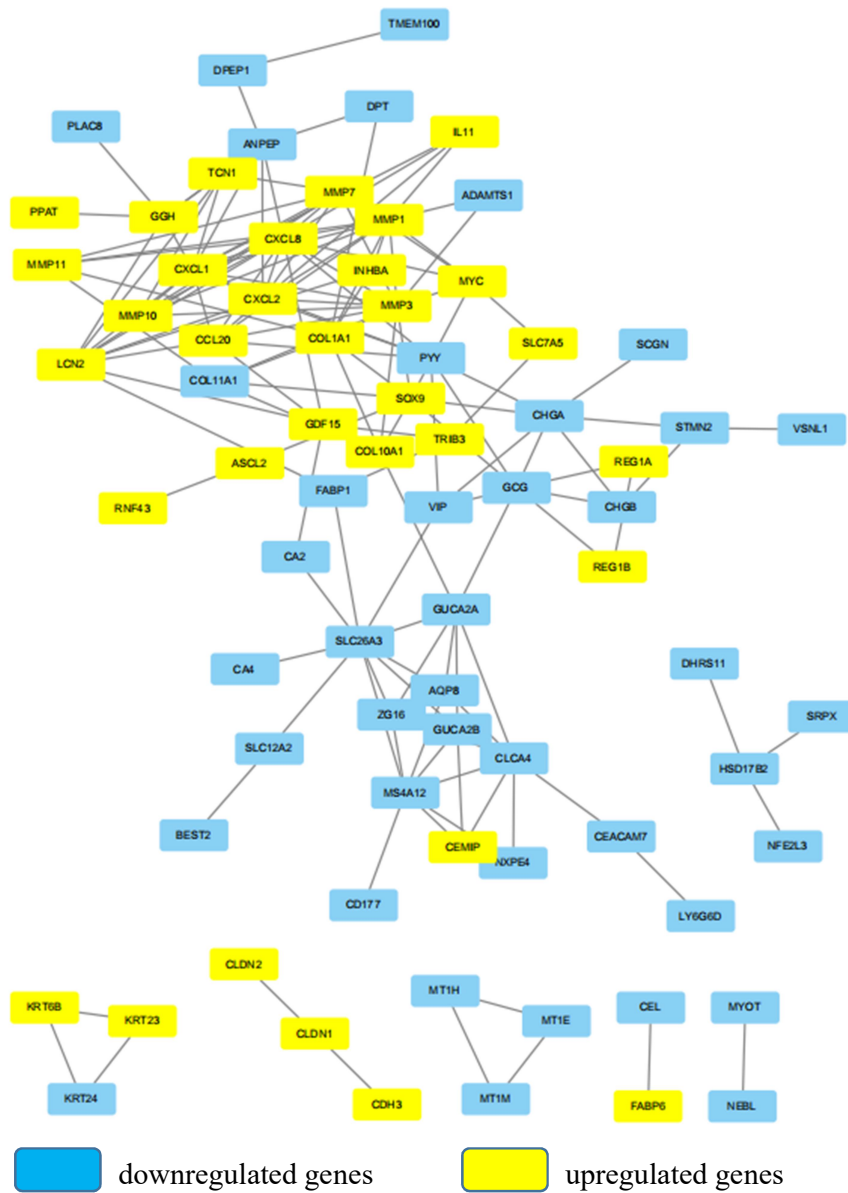 TMEM100
DPEP1
DPT
PLAC8
IL11
ANPEP
TCN1
MMP7
ADAMTS1
PPAT
GGH
MMP1
CXCL8
MMP11
CXCL1
INHBA
MYC
CXCL2
MMP3
MMP10
CCL20
COL1A1
SLC7A5
SCGN
LCN2
PYY
COL11A1
SOX9
CHGA
GDF15
STMN2
VSNL1
TRIB3
COL10A1
ASCL2
REG1A
FABP1
GCG
RNF43
VIP
CHGB
CA2
REG1B
GUCA2A
SLC26A3
DHRS11
CA4
AQP8
ZG16
SRPX
GUCA2B
SLC12A2
CLCA4
HSD17B2
MS4A12
BEST2
CEACAM7
CEMIP
NFE2L3
NXPE4
CD177
LY6G6D
CLDN2
MT1H
KRT6B
CEL
MYOT
KRT23
MT1E
CLDN1
KRT24
MT1M
CDH3
FABP6
NEBL
downregulated genes
upregulated genes